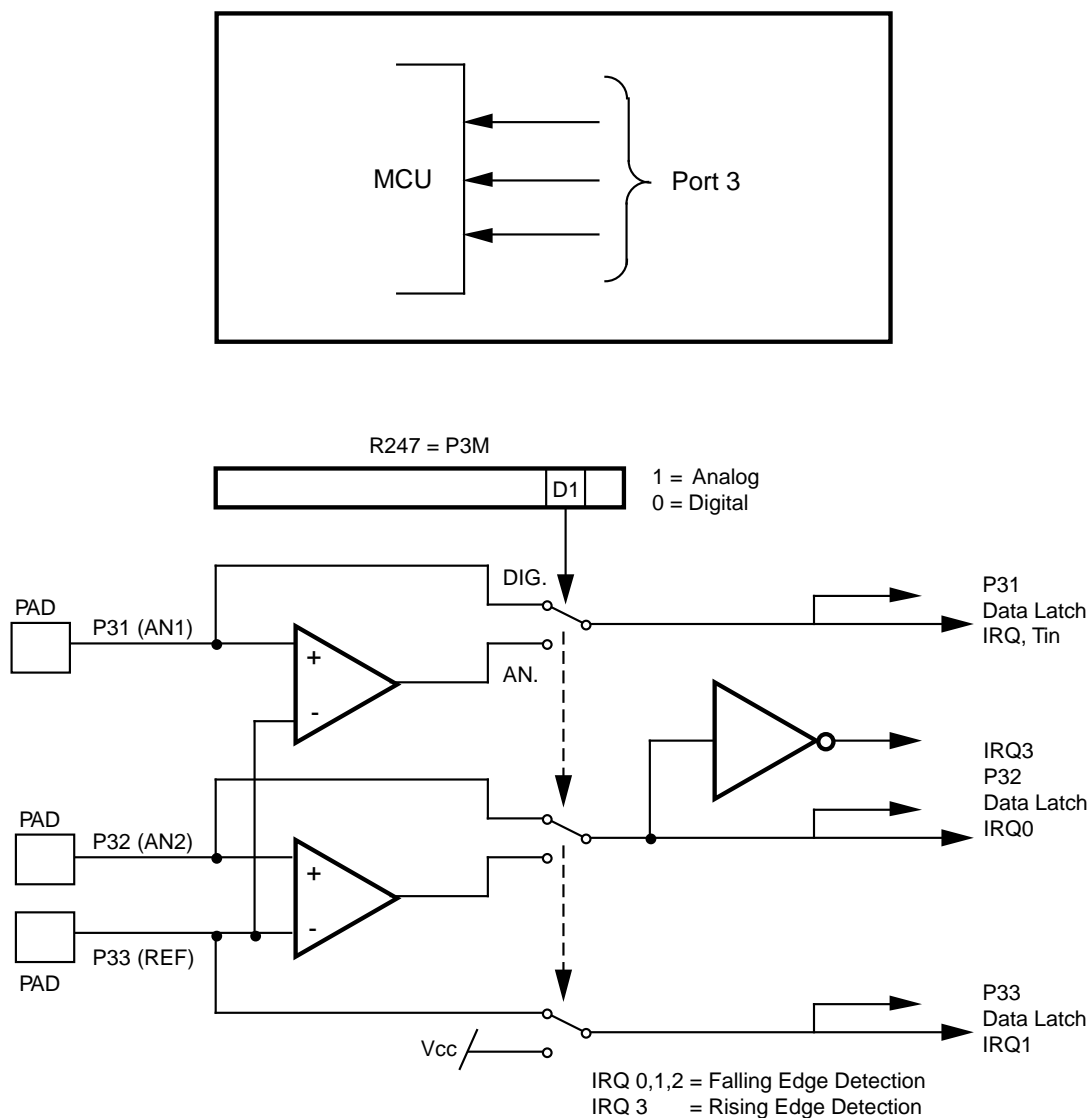 MCU
Port 3
R247 = P3M
D1
1 = Analog
0 = Digital
DIG.
PAD
P31 (AN1)
+
-
AN.
P31
Data Latch
IRQ, Tin
IRQ3
PAD
P32 (AN2)
+
-
P32
Data Latch
IRQ0
P33 (REF)
PAD
Vcc
P33
Data Latch
IRQ1
IRQ 0,1,2 = Falling Edge Detection
IRQ 3 = Rising Edge Detection